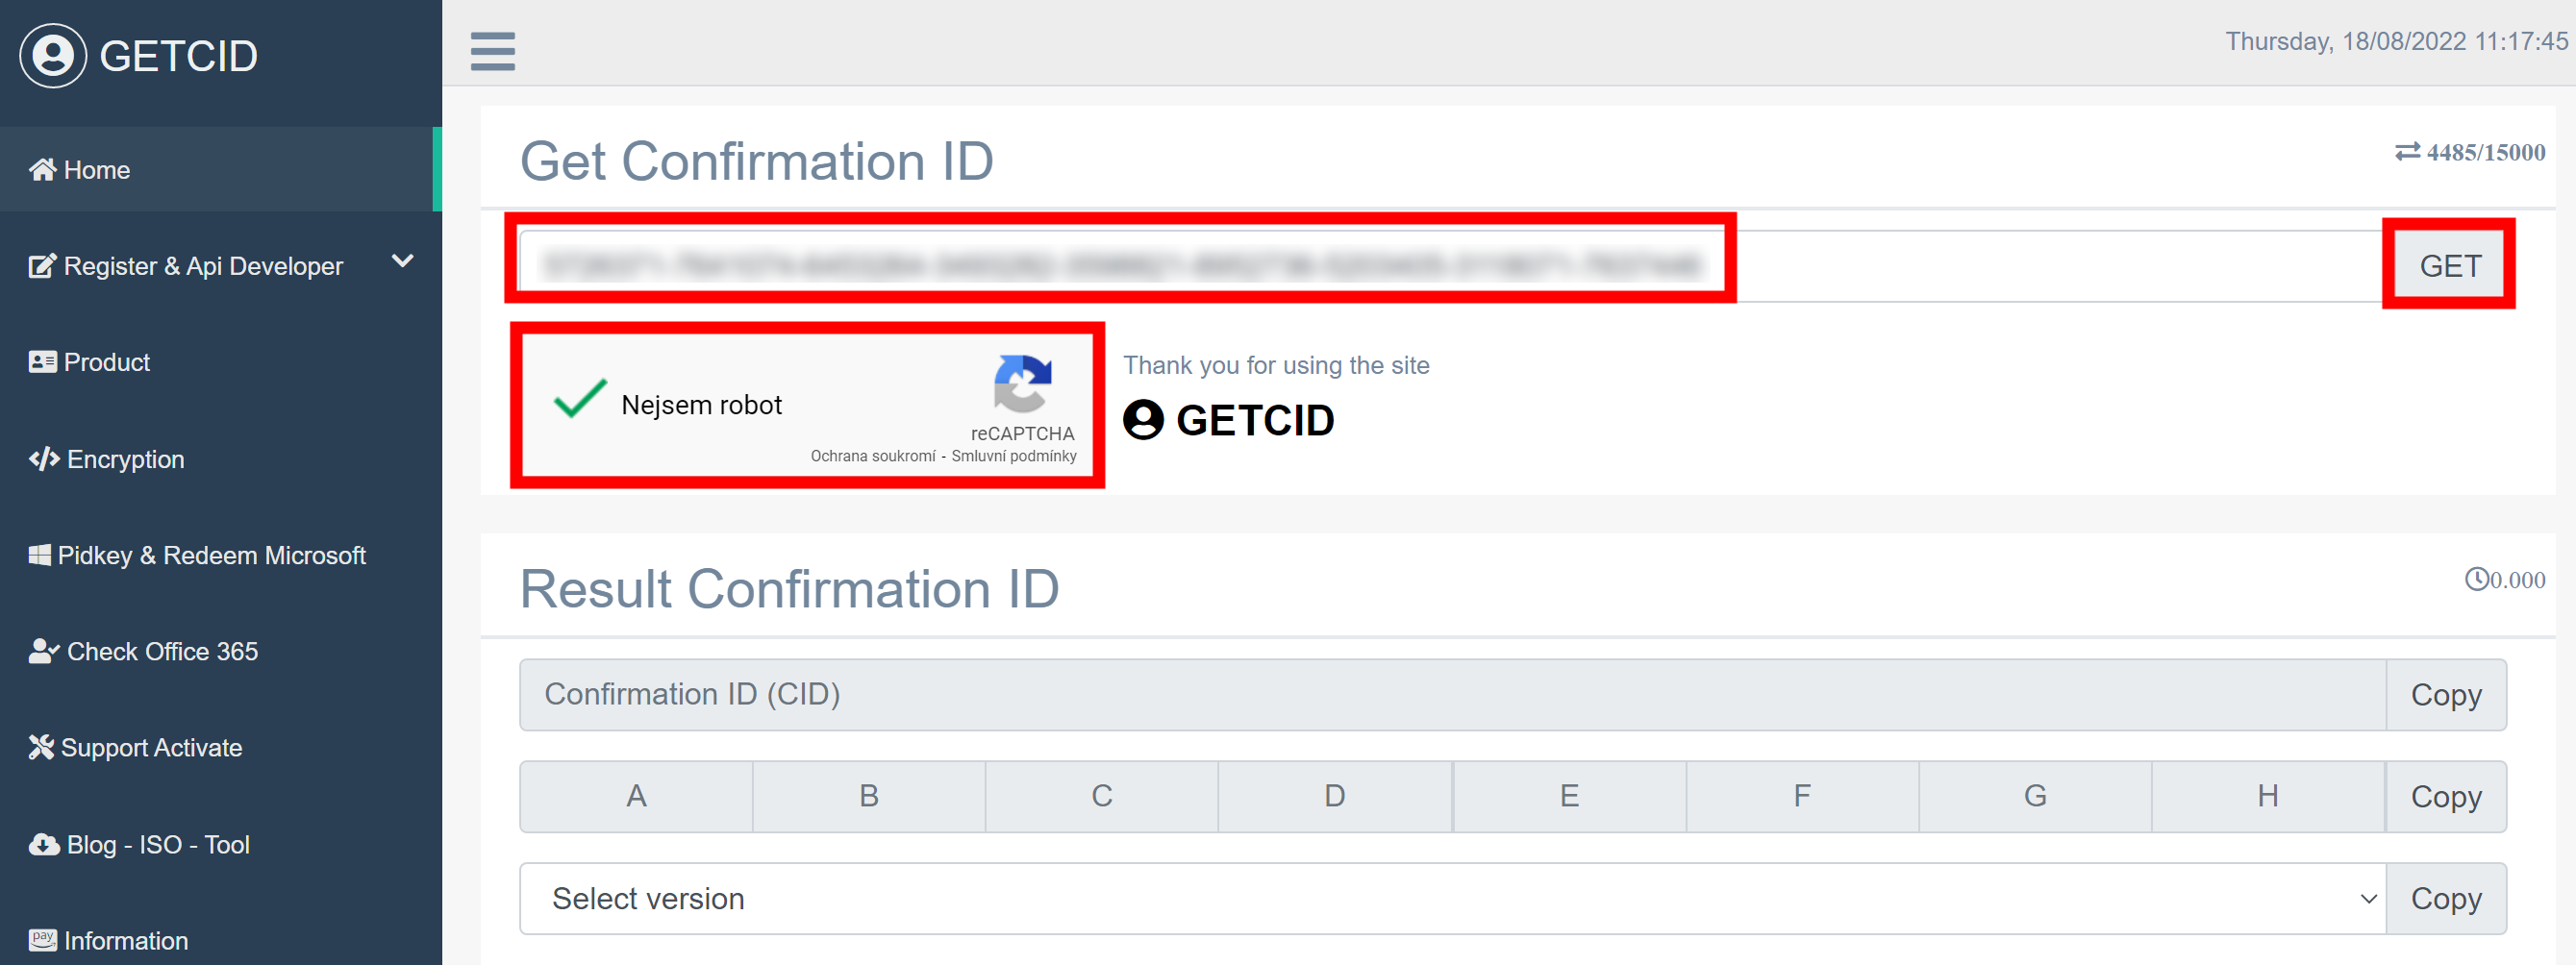 GETCID
Thursday, 18/08/2022 11:17:45
Home
Register & Api Developer
Product
Encryption
Pidkey & Redeem Microsoft
Check Office 365
Support Activate
Blog - ISO - Tool
pay
Information
Get Confirmation ID
4485/15000
GET
Nejsem robot
reCAPTCHA
Ochrana soukromí - Smluvní podmínky
Thank you for using the site
GETCID
Result Confirmation ID
0.000
Confirmation ID (CID)
Copy
A B C D E F G H Copy
Select version
Copy